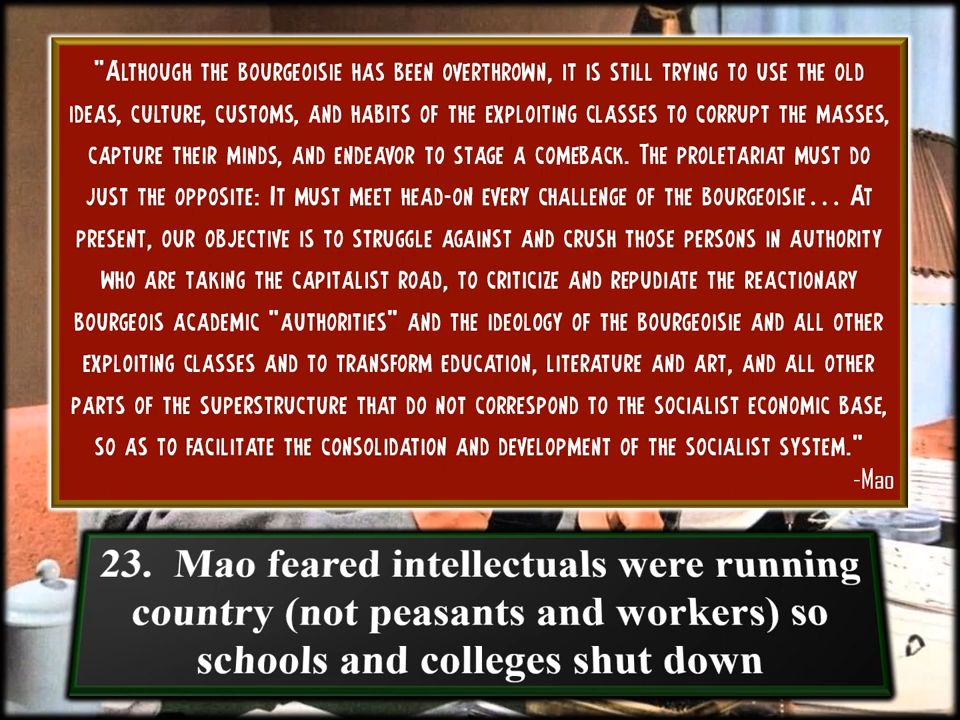 "Although the bourgeoisie has been overthrown, it is still trying to use the old
ideas, culture, customs, and habits of the exploiting classes to corrupt the masses,
capture their minds, and endeavor to stage a comeback. The proletariat must do
just the opposite: It must meet head-on every challenge of the bourgeoisie... At
present, our objective is to struggle against and crush those persons in authority
who are taking the capitalist road, to criticize and repudiate the reactionary
bourgeois academic "authorities" and the ideology of the bourgeoisie and all other
exploiting classes and to transform education, literature and art, and all other
parts of the superstructure that do not correspond to the socialist economic base,
so as to facilitate the consolidation and development of the socialist system."
-Mao
23. Mao feared intellectuals were running
country (not peasants and workers) so
schools and colleges shut down